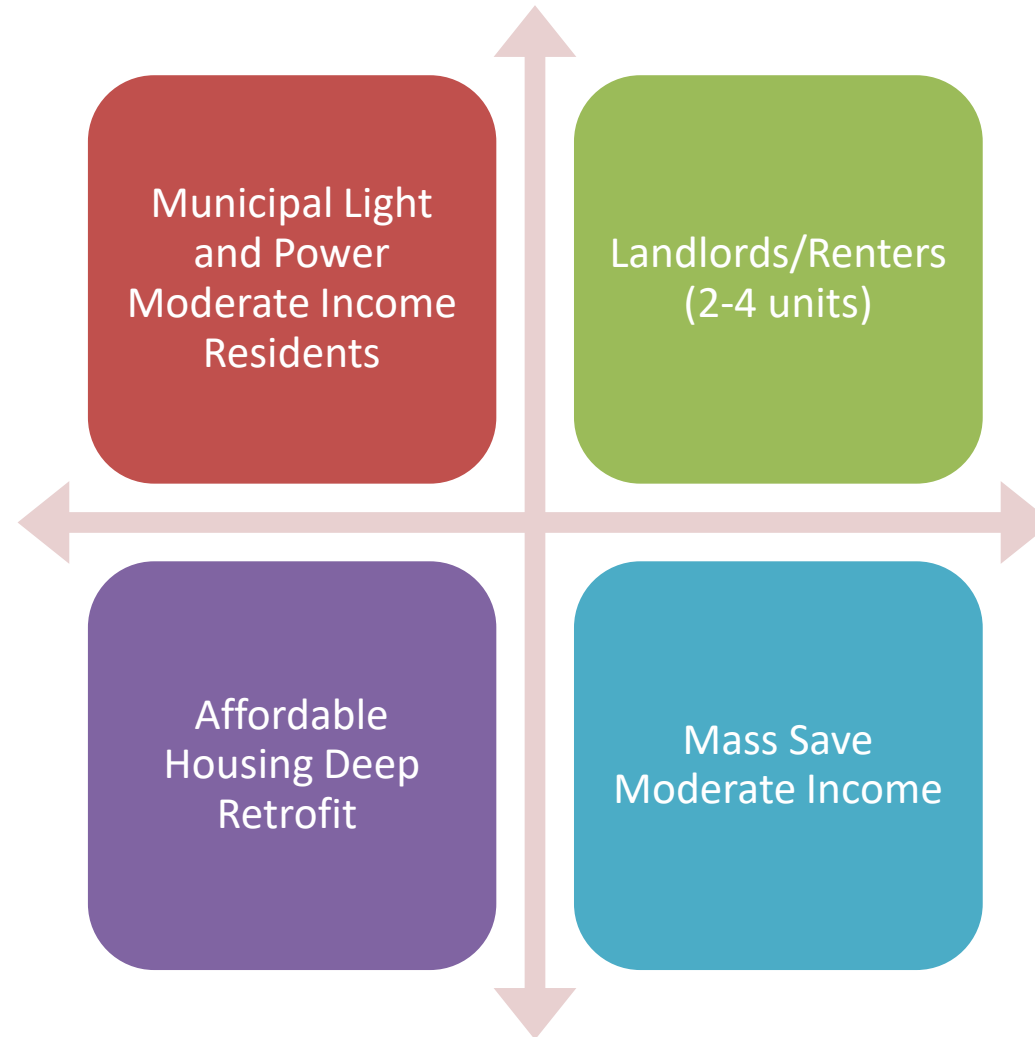 Municipal Light
and Power
Moderate Income
Residents
Landlords/Renters
(2-4 units)
Affordable
Housing Deep
Retrofit
Mass Save
Moderate Income